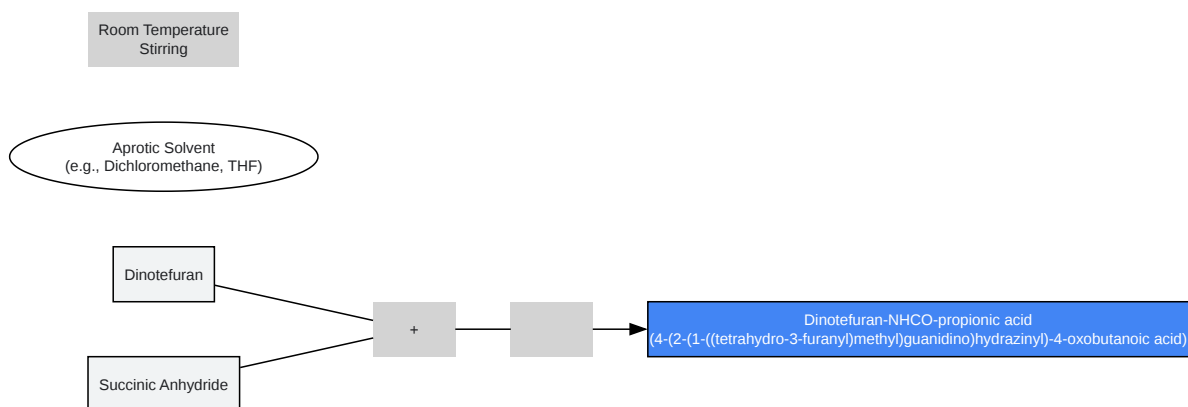 Room Temperature
Stirring
Aprotic Solvent
(e.g., Dichloromethane, THF)
Dinotefuran
+
Dinotefuran-NHCO-propionic acid
(4-(2-(1-((tetrahydro-3-furanyl)methyl)guanidino)hydrazinyl)-4-oxobutanoic acid)
Succinic Anhydride